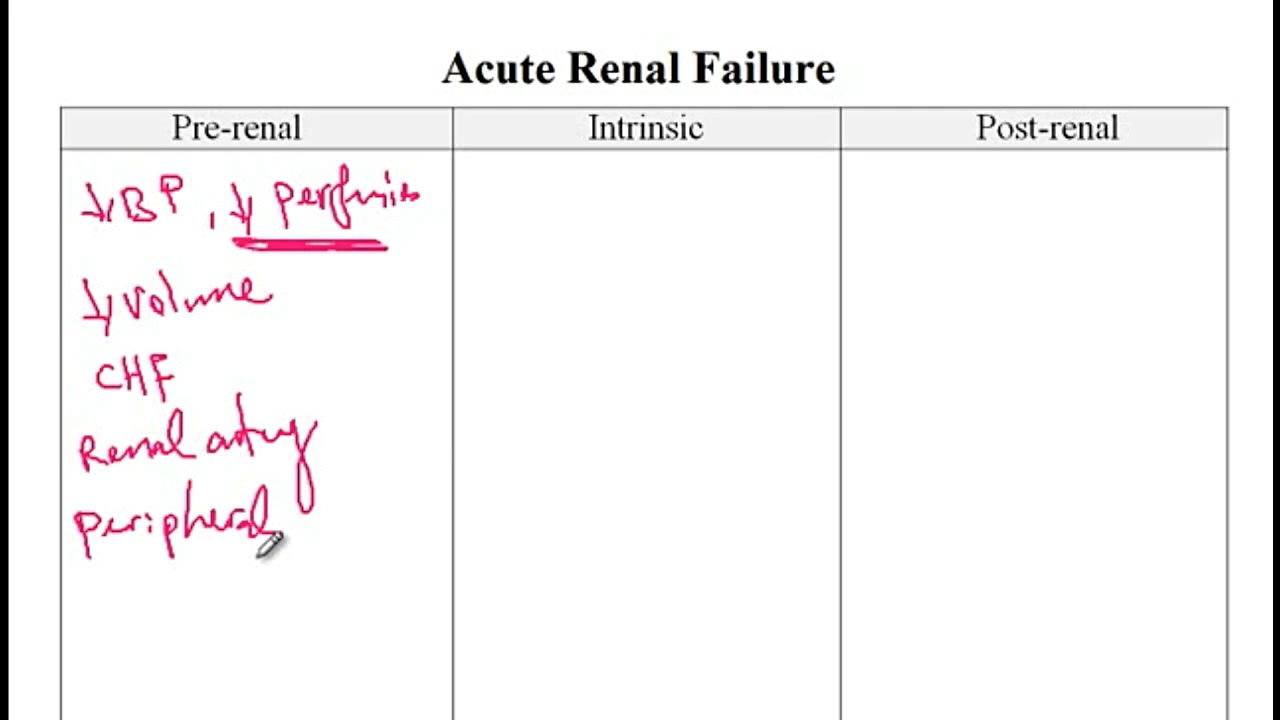 Acute Renal Failure
Pre-renal Intrinsic Post-renal
↓BP, ↓ Perfusion
↓Volume
CHF
Renal artery
Peripheral